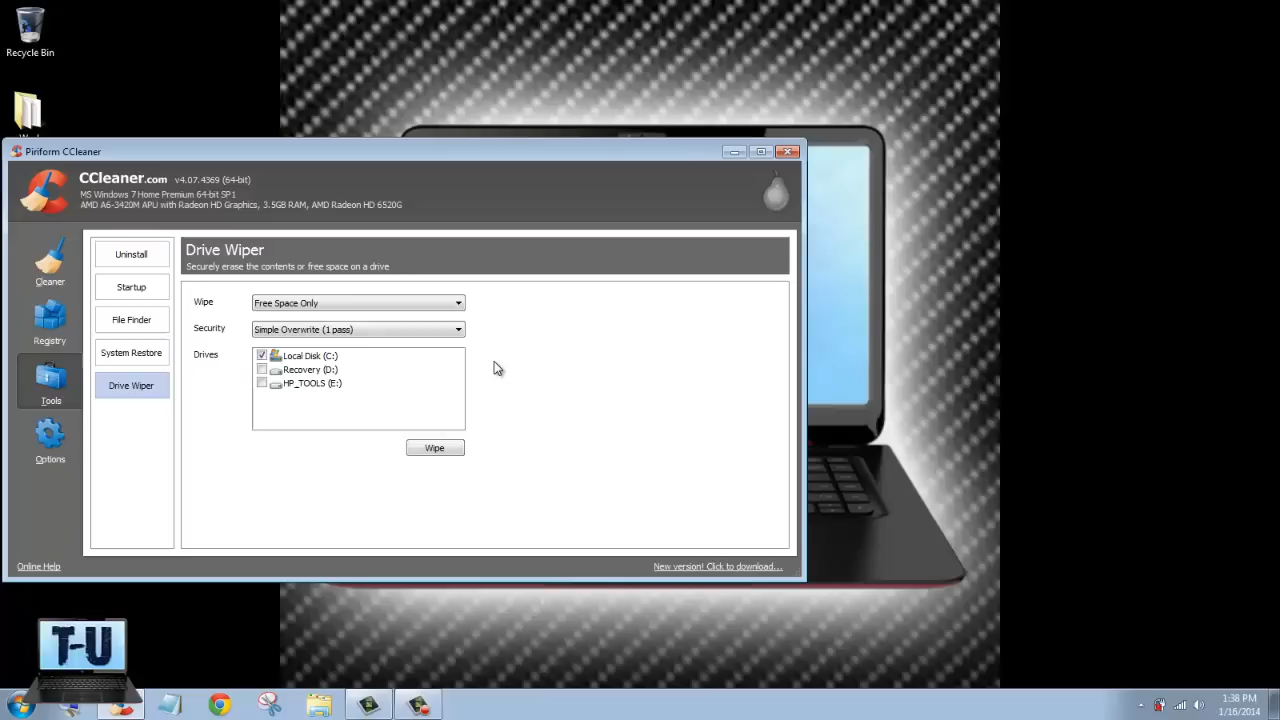 Recycle Bin
Piriform CCleaner
CCleaner.com v4.07.4369 (64-bit)
MS Windows 7 Home Premium 64-bit SP1
AMD A6-3420M APU with Radeon HD Graphics, 3.5GB RAM, AMD Radeon HD 6520G
Cleaner
Registry
Tools
Options
Uninstall
Startup
File Finder
System Restore
Drive Wiper
Drive Wiper
Securely erase the contents or free space on a drive
Wipe Free Space Only
Security Simple Overwrite (1 pass)
Drives Local Disk (C:)
Recovery (D:)
HP_TOOLS (E:)
Wipe
Online Help
New version! Click to download...
T-U
1:38 PM
1/16/2014